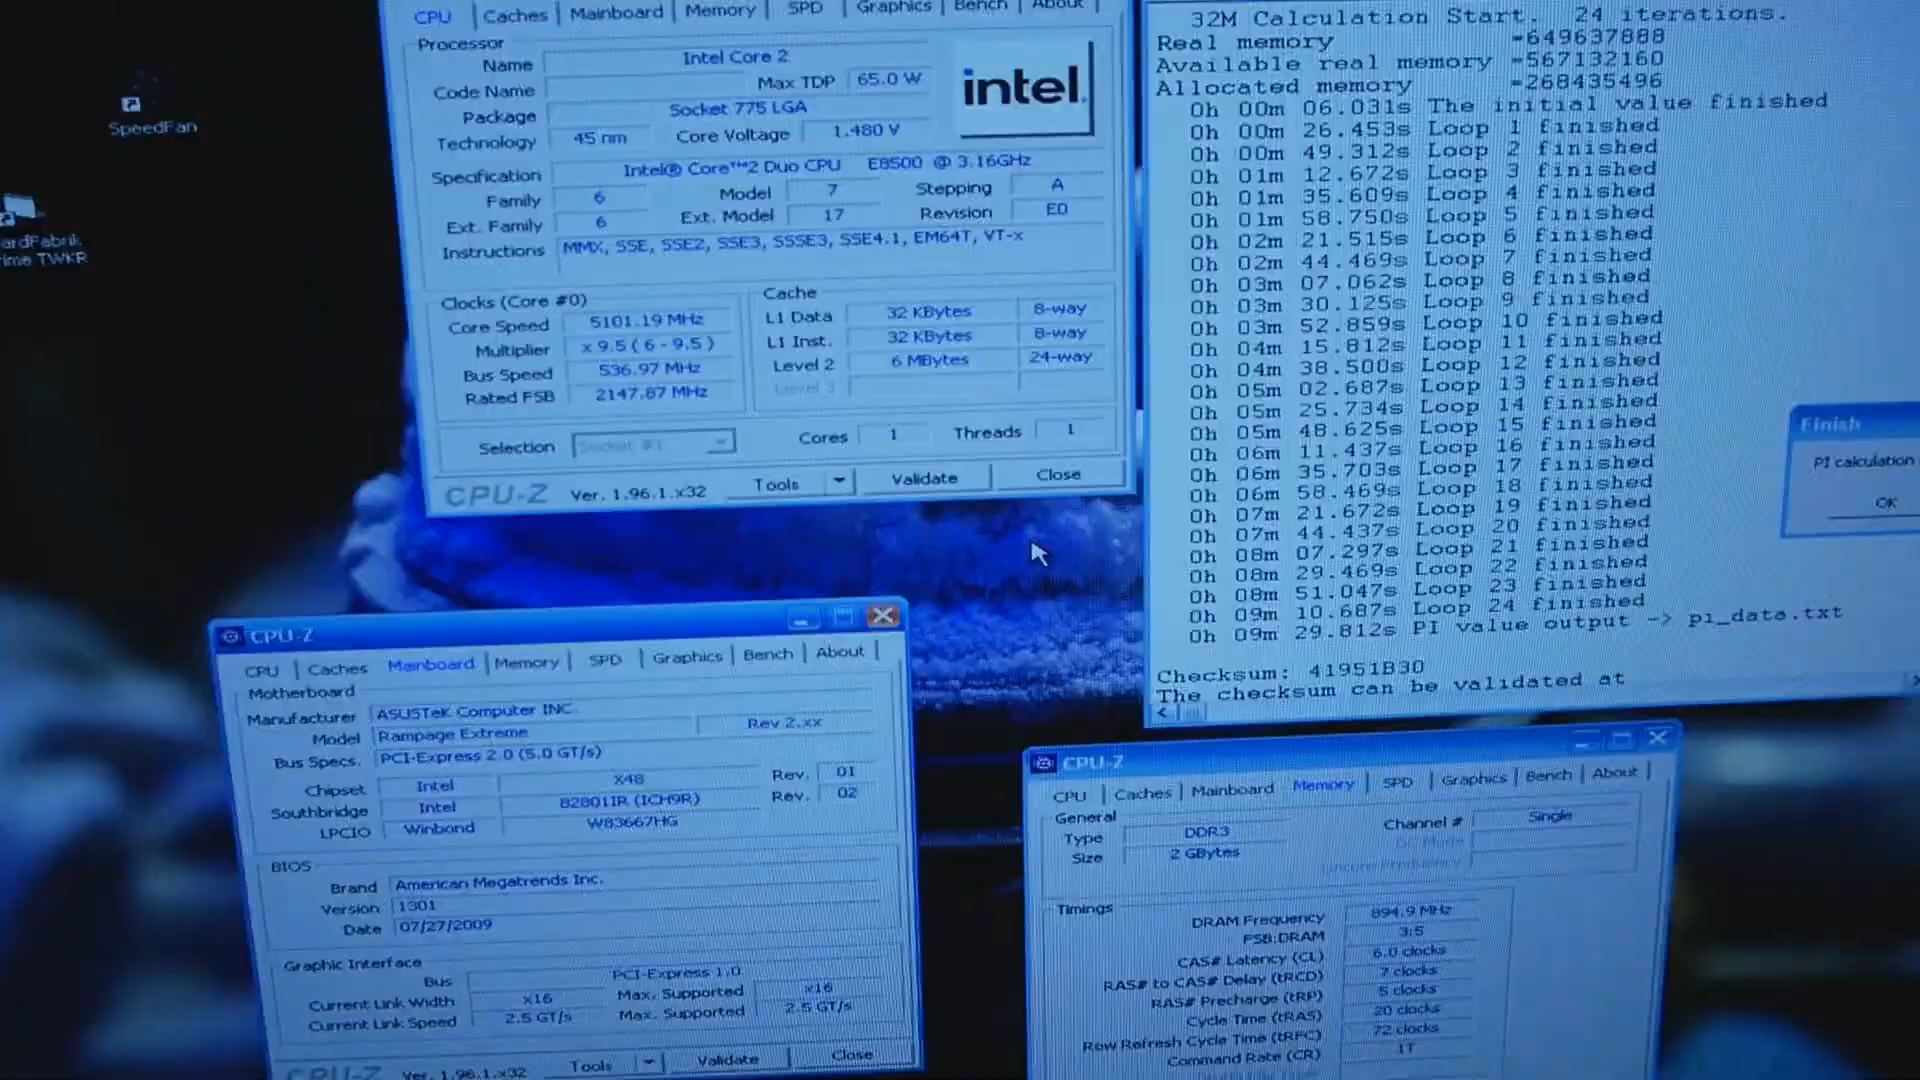 SpeedFan
ardFabrik
rime TWKR
CPU Caches Mainboard Memory SPD Graphics Bench About
Processor
Name Intel Core 2
Code Name Max TDP 65.0 W
Package Socket 775 LGA
Technology 45 nm Core Voltage 1.480 V
intel
Specification Intel® Core™2 Duo CPU E8500 @ 3.16GHz
Family 6 Model 7 Stepping A
Ext. Family 6 Ext. Model 17 Revision E0
Instructions MMX, SSE, SSE2, SSE3, SSSE3, SSE4.1, EM64T, VT-x
Clocks (Core #0)
Core Speed 5101.19 MHz
Multiplier x 9.5 ( 6 - 9.5 )
Bus Speed 536.97 MHz
Rated FSB 2147.87 MHz
Cache
L1 Data 32 KBytes 8-way
L1 Inst. 32 KBytes 8-way
Level 2 6 MBytes 24-way
Level 3
Selection Socket #1 Cores 1 Threads 1
CPU-Z Ver. 1.96.1.x32 Tools Validate Close
32M Calculation Start. 24 iterations.
Real memory =649637888
Available real memory =567132160
Allocated memory =268435496
0h 00m 06.031s The initial value finished
0h 00m 26.453s Loop 1 finished
0h 00m 49.312s Loop 2 finished
0h 01m 12.672s Loop 3 finished
0h 01m 35.609s Loop 4 finished
0h 01m 58.750s Loop 5 finished
0h 02m 21.515s Loop 6 finished
0h 02m 44.469s Loop 7 finished
0h 03m 07.062s Loop 8 finished
0h 03m 30.125s Loop 9 finished
0h 03m 52.859s Loop 10 finished
0h 04m 15.812s Loop 11 finished
0h 04m 38.500s Loop 12 finished
0h 05m 02.687s Loop 13 finished
0h 05m 25.734s Loop 14 finished
0h 05m 48.625s Loop 15 finished
0h 06m 11.437s Loop 16 finished
0h 06m 35.703s Loop 17 finished
0h 06m 58.469s Loop 18 finished
0h 07m 21.672s Loop 19 finished
0h 07m 44.437s Loop 20 finished
0h 08m 07.297s Loop 21 finished
0h 08m 29.469s Loop 22 finished
0h 08m 51.047s Loop 23 finished
0h 09m 10.687s Loop 24 finished
0h 09m 29.812s PI value output -> pi_data.txt
Checksum: 41951B30
The checksum can be validated at
Finish
PI calculation
OK
CPU-Z
CPU Caches Mainboard Memory SPD Graphics Bench About
Motherboard
Manufacturer ASUSTeK Computer INC.
Model Rampage Extreme Rev 2.xx
Bus Specs. PCI-Express 2.0 (5.0 GT/s)
Chipset Intel X48 Rev. 01
Southbridge Intel 82801IR (ICH9R) Rev. 02
LPCIO Winbond W83667HG
BIOS
Brand American Megatrends Inc.
Version 1301
Date 07/27/2009
Graphic Interface
Bus PCI-Express 1.0
Current Link Width x16 Max. Supported x16
Current Link Speed 2.5 GT/s Max. Supported 2.5 GT/s
CPU-Z Ver. 1.96.1.x32 Tools Validate Close
CPU-Z
CPU Caches Mainboard Memory SPD Graphics Bench About
General
Type DDR3 Channel # Single
Size 2 GBytes DC Mode
Uncore Frequency
Timings
DRAM Frequency 894.9 MHz
FSB:DRAM 3:5
CAS# Latency (CL) 6.0 clocks
RAS# to CAS# Delay (tRCD) 7 clocks
RAS# Precharge (tRP) 5 clocks
Cycle Time (tRAS) 20 clocks
Row Refresh Cycle Time (tRFC) 72 clocks
Command Rate (CR) 1T